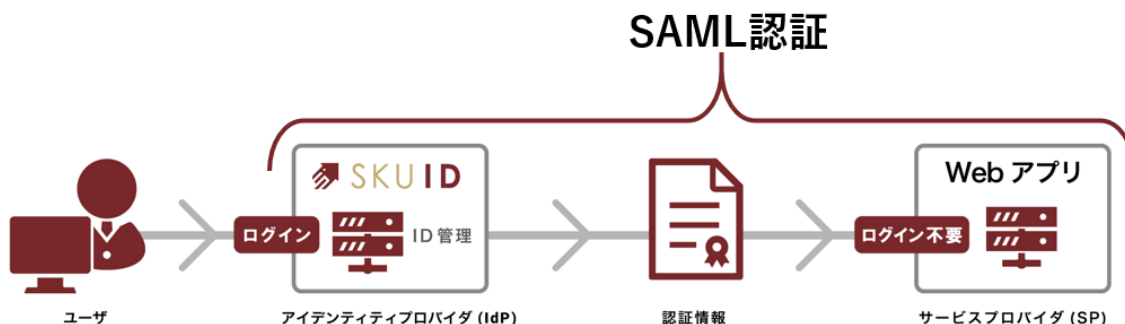 SAML認証
SKUID
Web アプリ
ログイン
ID管理
ログイン不要
ユーザ
アイデンティティプロバイダ(IdP)
認証情報
サービスプロバイダ(SP)